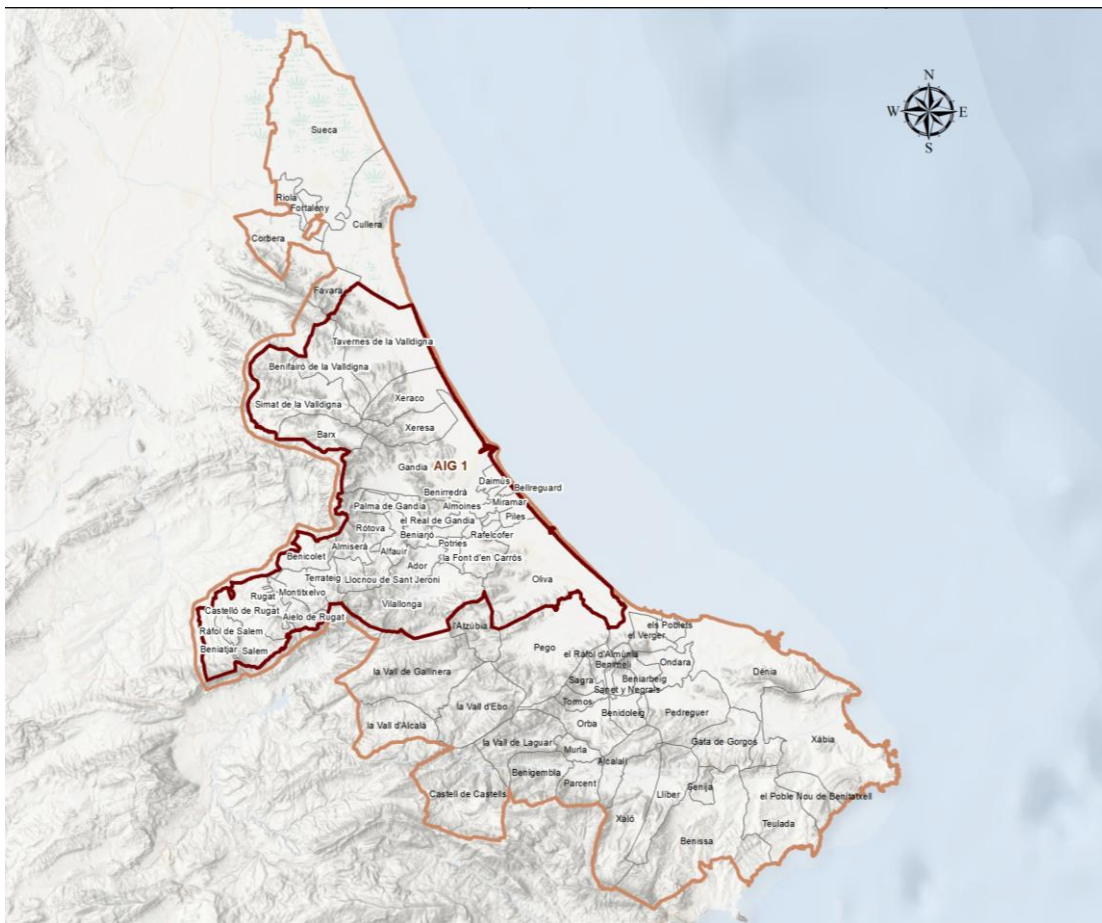 N
W E
S
Sueca
Riola
Fortaleny
Cullera
Corbera
Favara
Tavernes de la Valldigna
Benifairó de la Valldigna
Xeraco
Simat de la Valldigna
Xeresa
Barx
Gandia
AIG 1
Daimús
Bellreguard
Benirredrà
Miramar
Palma de Gandía
Almoines
Piles
el Real de Gandia
Rótova
Beniarjó
Rafelcofer
Almiserà
Potries
Alfauir
la Font d'en Carròs
Benicolet
Ador
Terrateig
Llocnou de Sant Jeroni
Oliva
Rugat
Montitxelvo
Castelló de Rugat
Aielo de Rugat
Vilallonga
Ráfol de Salem
l'Atzúbia
els Poblets
el Verger
Beniatjar
Salem
Pego
el Ràfol d'Almúnia
Benimeli
Ondara
la Vall de Gallinera
Sagra
Beniarbeig
Dénia
Sanet y Negrals
Tormos
la Vall d'Ebo
Benidoleig
Pedreguer
la Vall d'Alcalà
Orba
Xàbia
la Vall de Laguar
Murla
Gata de Gorgos
Alcalalí
Benigembla
Parcent
Senija
Castell de Castells
Llíber
el Poble Nou de Benitatxell
Xaló
Teulada
Benissa